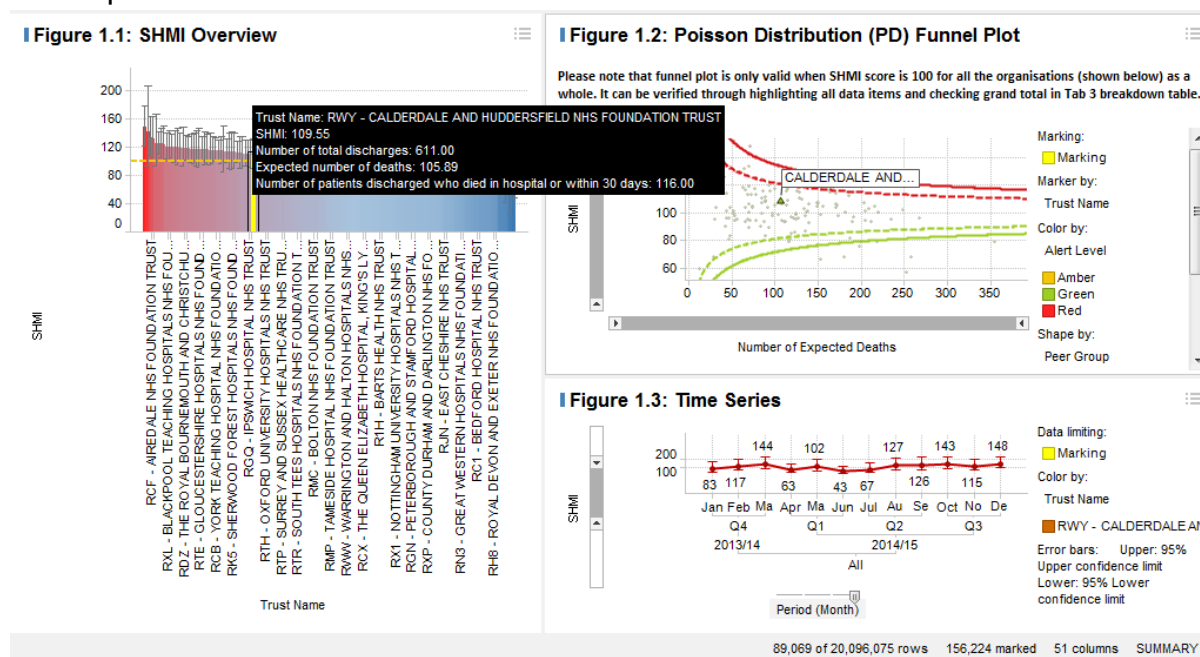 Figure 1.1: SHMI Overview
200
160
120
80
40
0
SHMI
Trust Name: RWY - CALDERDALE AND HUDDERSFIELD NHS FOUNDATION TRUST
SHMI: 109.55
Number of total discharges: 611.00
Expected number of deaths: 105.89
Number of patients discharged who died in hospital or within 30 days: 116.00
RCF - AIREDALE NHS FOUNDATION TRUST
RXL - BLACKPOOL TEACHING HOSPITALS NHS FOU...
RDZ - THE ROYAL BOURNEMOUTH AND CHRISTCHU...
RTE - GLOUCESTERSHIRE HOSPITALS NHS FOUND...
RCB - YORK TEACHING HOSPITAL NHS FOUNDATIO...
RK5 - SHERWOOD FOREST HOSPITALS NHS FOUND...
RGQ - IPSWICH HOSPITAL NHS TRUST
RTH - OXFORD UNIVERSITY HOSPITALS NHS TRUST
RTP - SURREY AND SUSSEX HEALTHCARE NHS TRU...
RTR - SOUTH TEES HOSPITALS NHS FOUNDATION T...
RMC - BOLTON NHS FOUNDATION TRUST
RMP - TAMESIDE HOSPITAL NHS FOUNDATION TRUST
RWW - WARRINGTON AND HALTON HOSPITALS NHS...
RCX - THE QUEEN ELIZABETH HOSPITAL, KING'S LY...
R1H - BARTS HEALTH NHS TRUST
RX1 - NOTTINGHAM UNIVERSITY HOSPITALS NHS T...
RGN - PETERBOROUGH AND STAMFORD HOSPITAL...
RXP - COUNTY DURHAM AND DARLINGTON NHS FO...
RJN - EAST CHESHIRE NHS TRUST
RN3 - GREAT WESTERN HOSPITALS NHS FOUNDATI...
RC1 - BEDFORD HOSPITAL NHS TRUST
RH8 - ROYAL DEVON AND EXETER NHS FOUNDATIO...
Trust Name
Figure 1.2: Poisson Distribution (PD) Funnel Plot
Please note that funnel plot is only valid when SHMI score is 100 for all the organisations (shown below) as a
whole. It can be verified through highlighting all data items and checking grand total in Tab 3 breakdown table.
CALDERDALE AND...
SHMI
100
80
60
0 50 100 150 200 250 300 350
Number of Expected Deaths
Marking:
Marking
Marker by:
Trust Name
Color by:
Alert Level
Amber
Green
Red
Shape by:
Peer Group
Figure 1.3: Time Series
SHMI
200
100
144 102 127 143 148
83 117 63 43 67 126 115
Jan Feb Ma Apr Ma Jun Jul Au Se Oct No De
Q4 Q1 Q2 Q3
2013/14 2014/15
All
Period (Month)
Data limiting:
Marking
Color by:
Trust Name
RWY - CALDERDALE AN
Error bars: Upper: 95%
Upper confidence limit
Lower: 95% Lower
confidence limit
89,069 of 20,096,075 rows 156,224 marked 51 columns SUMMARY